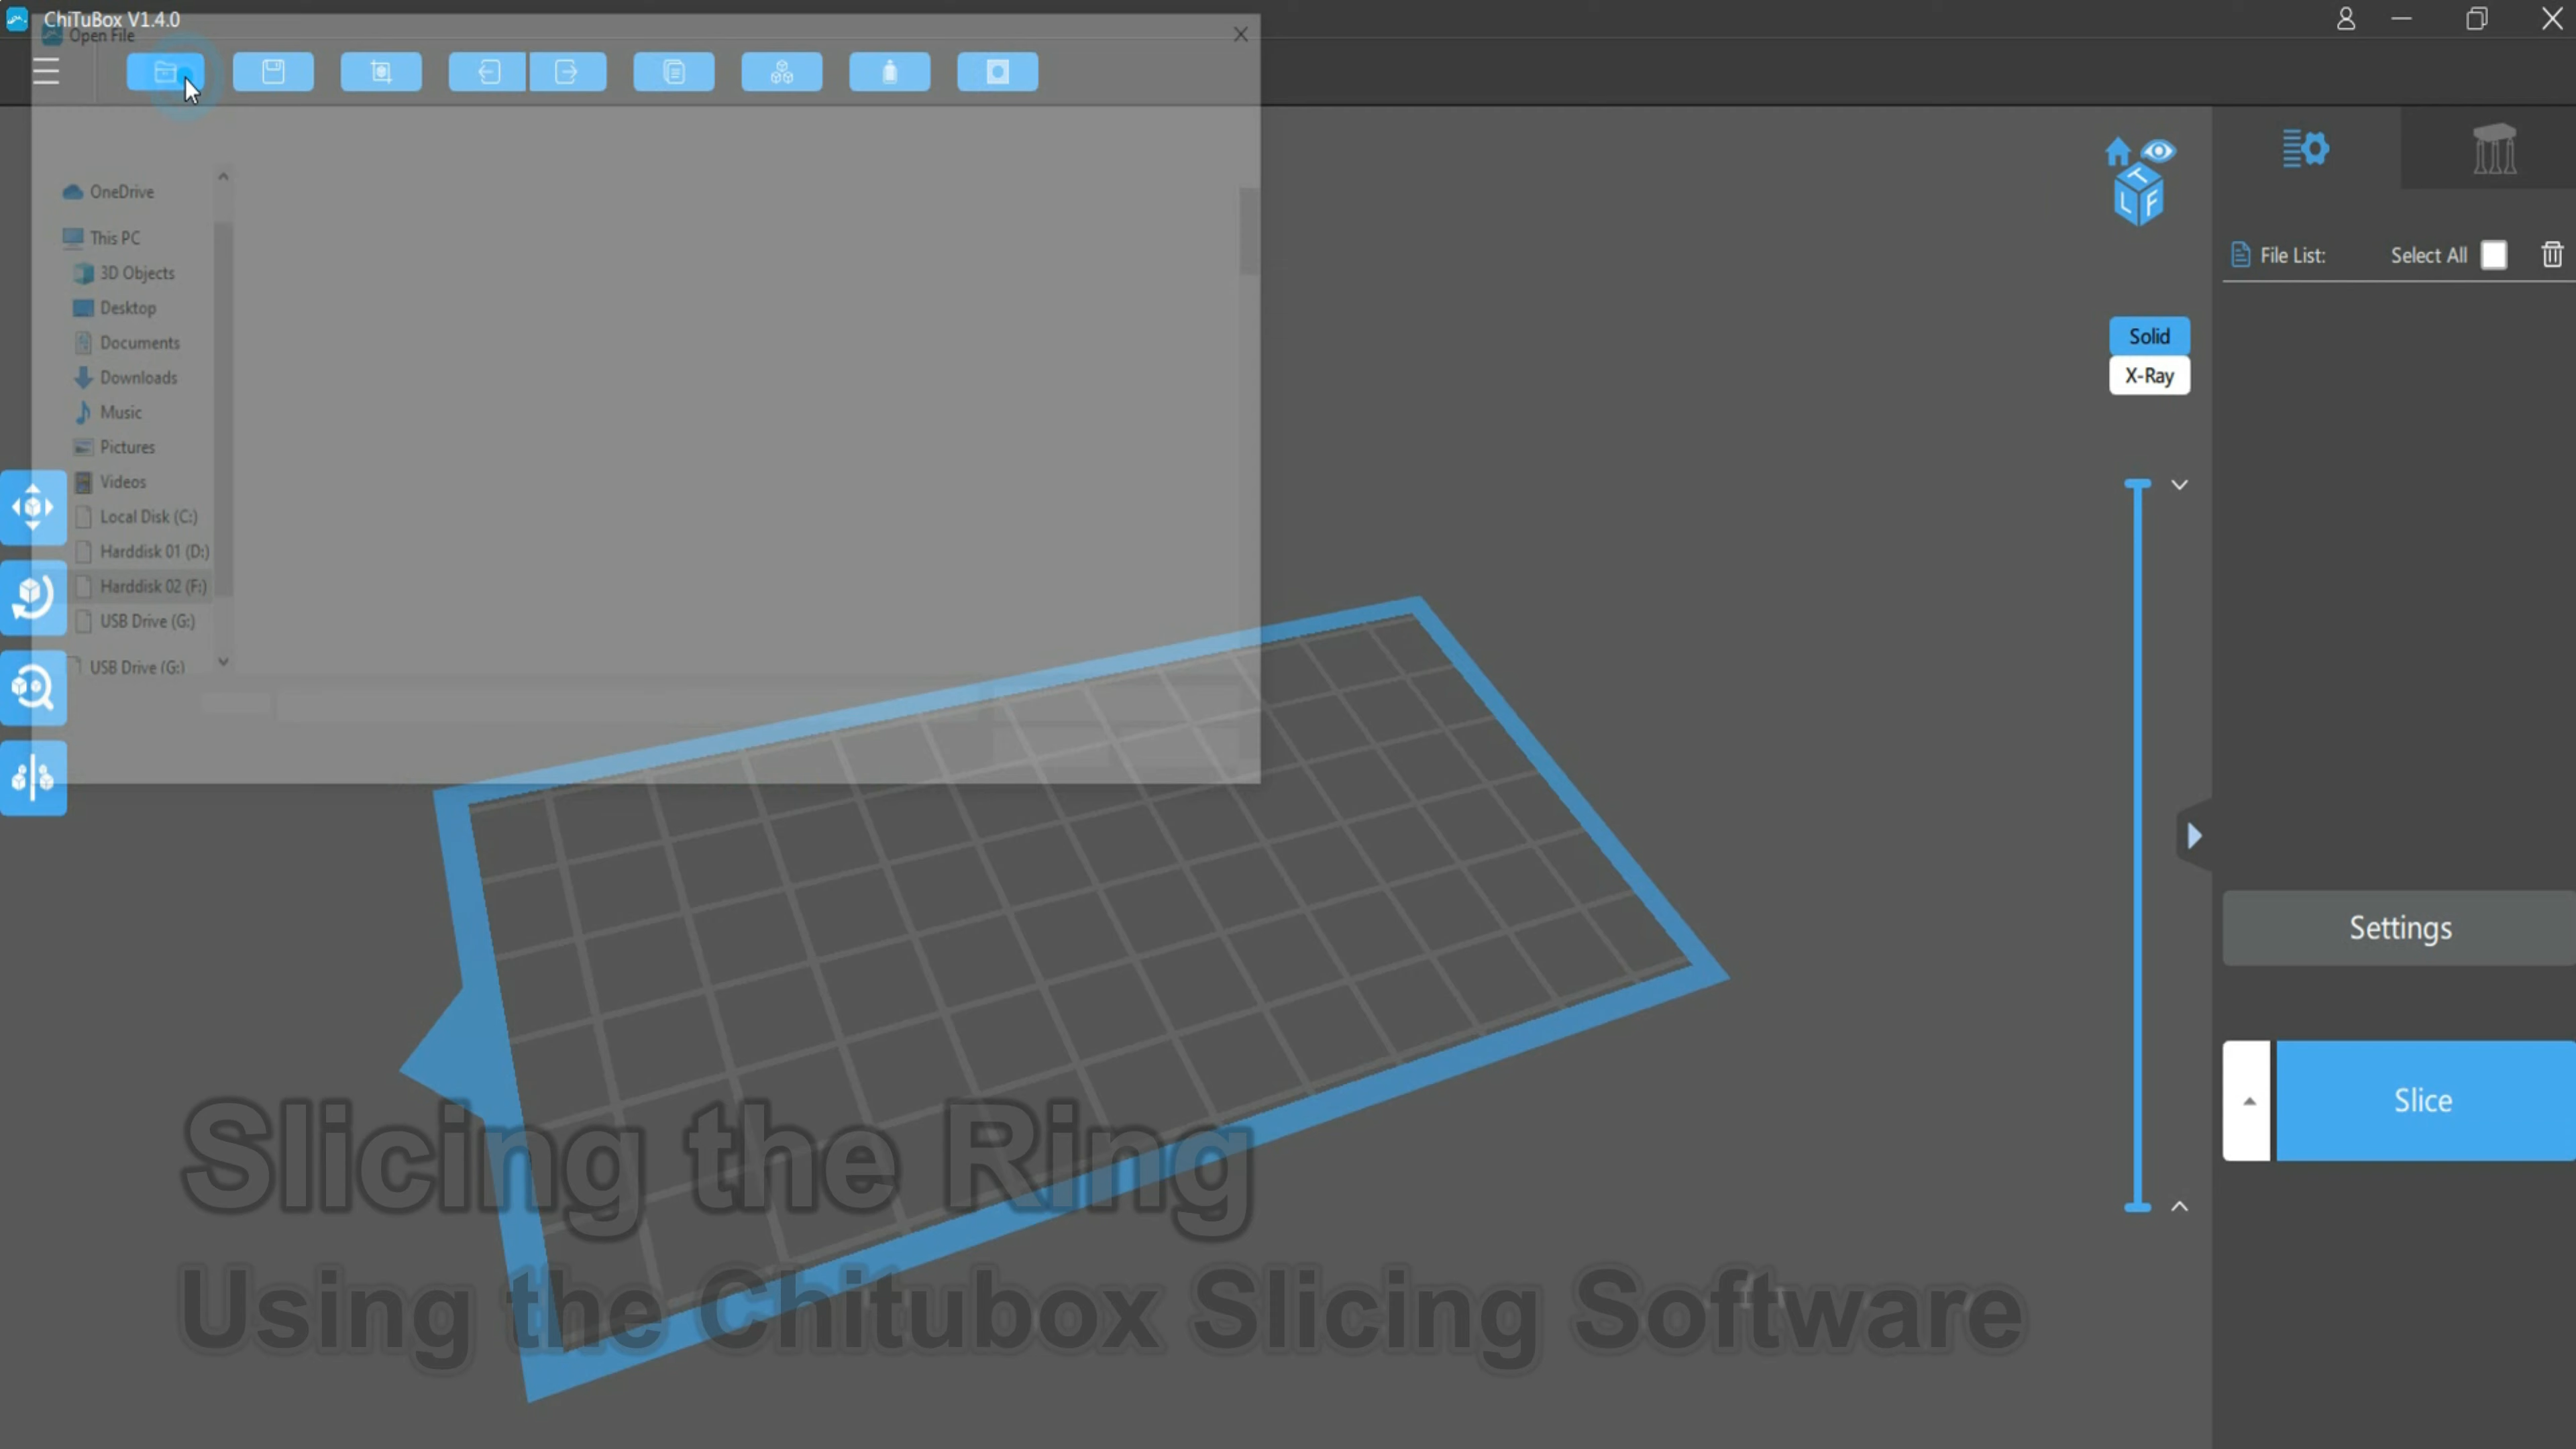 ChiTuBox V1.4.0
Open File
OneDrive
This PC
3D Objects
Desktop
Documents
Downloads
Music
Pictures
Videos
Local Disk (C:)
Harddisk 01 (D:)
Harddisk 02 (F:)
USB Drive (G:)
USB Drive (G:)
T
L F
File List:
Select All
Solid
X-Ray
Settings
Slice
Slicing the Ring
Using the Chitubox Slicing Software